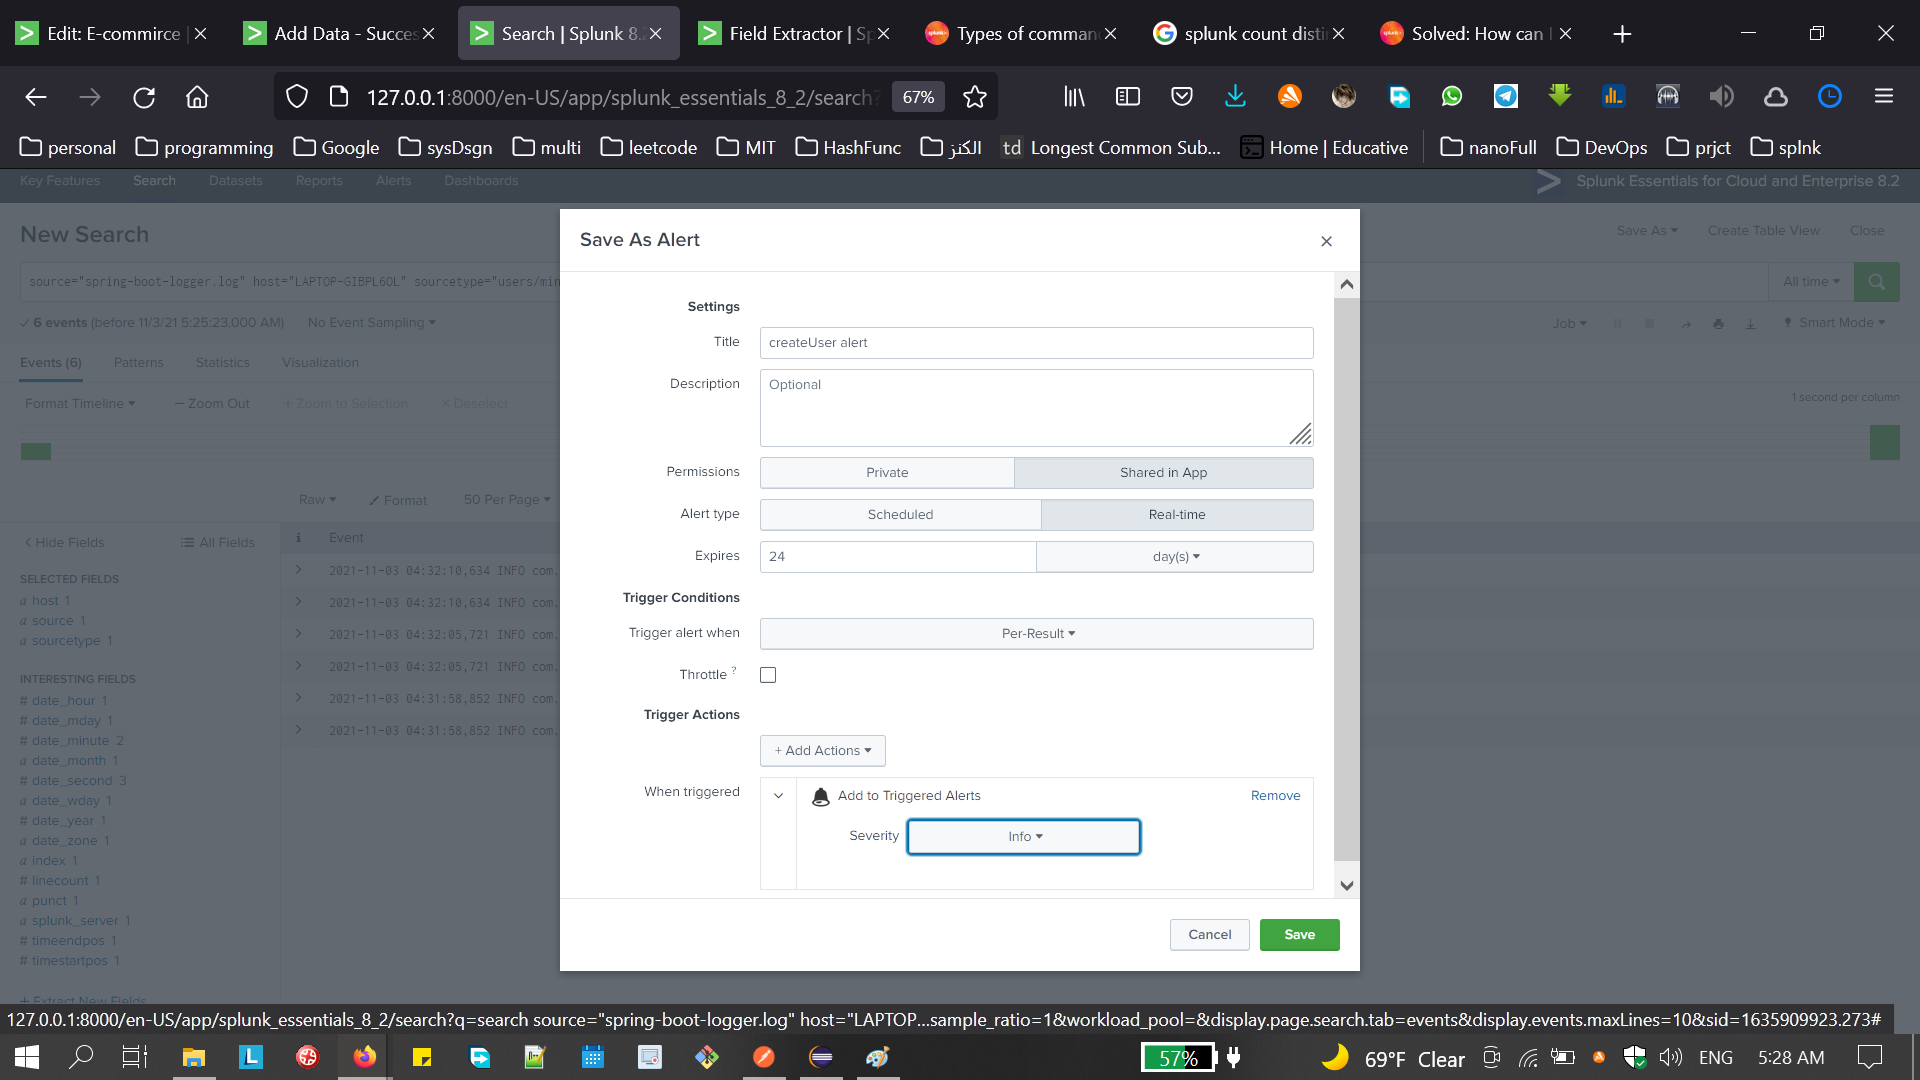 Edit: E-commirce
Add Data - Succes
Search | Splunk 8.
Field Extractor | Sp
Types of comman
splunk count disti
Solved: How can I
127.0.0.1:8000/en-US/app/splunk_essentials_8_2/search?
67%
personal
programming
Google
sysDsgn
multi
leetcode
MIT
HashFunc
الكنز
td Longest Common Sub...
Home | Educative
nanoFull
DevOps
prjct
splnk
Key Features
Search
Datasets
Reports
Alerts
Dashboards
Splunk Essentials for Cloud and Enterprise 8.2
New Search
Save As
Create Table View
Close
source="spring-boot-logger.log" host="LAPTOP-GIBPL6OL" sourcetype="users/min
All time
6 events (before 11/3/21 5:25:23.000 AM)
No Event Sampling
Job
Smart Mode
Events (6)
Patterns
Statistics
Visualization
Format Timeline
— Zoom Out
+ Zoom to Selection
× Deselect
1 second per column
Raw
Format
50 Per Page
< Hide Fields
All Fields
i
Event
SELECTED FIELDS
a host 1
a source 1
a sourcetype 1
INTERESTING FIELDS
# date_hour 1
# date_mday 1
# date_minute 2
a date_month 1
# date_second 3
a date_wday 1
# date_year 1
a date_zone 1
a index 1
# linecount 1
a punct 1
a splunk_server 1
# timeendpos 1
# timestartpos 1
+ Extract New Fields
> 2021-11-03 04:32:10,634 INFO com.
> 2021-11-03 04:32:10,634 INFO com.
> 2021-11-03 04:32:05,721 INFO com.
> 2021-11-03 04:32:05,721 INFO com.
> 2021-11-03 04:31:58,852 INFO com.
> 2021-11-03 04:31:58,852 INFO com.
Save As Alert
Settings
Title
createUser alert
Description
Optional
Permissions
Private
Shared in App
Alert type
Scheduled
Real-time
Expires
24
day(s)
Trigger Conditions
Trigger alert when
Per-Result
Throttle ?
Trigger Actions
+ Add Actions
When triggered
Add to Triggered Alerts
Remove
Severity
Info
Cancel
Save
127.0.0.1:8000/en-US/app/splunk_essentials_8_2/search?q=search source="spring-boot-logger.log" host="LAPTOP...sample_ratio=1&workload_pool=&display.page.search.tab=events&display.events.maxLines=10&sid=1635909923.273#
57%
69°F Clear
ENG
5:28 AM